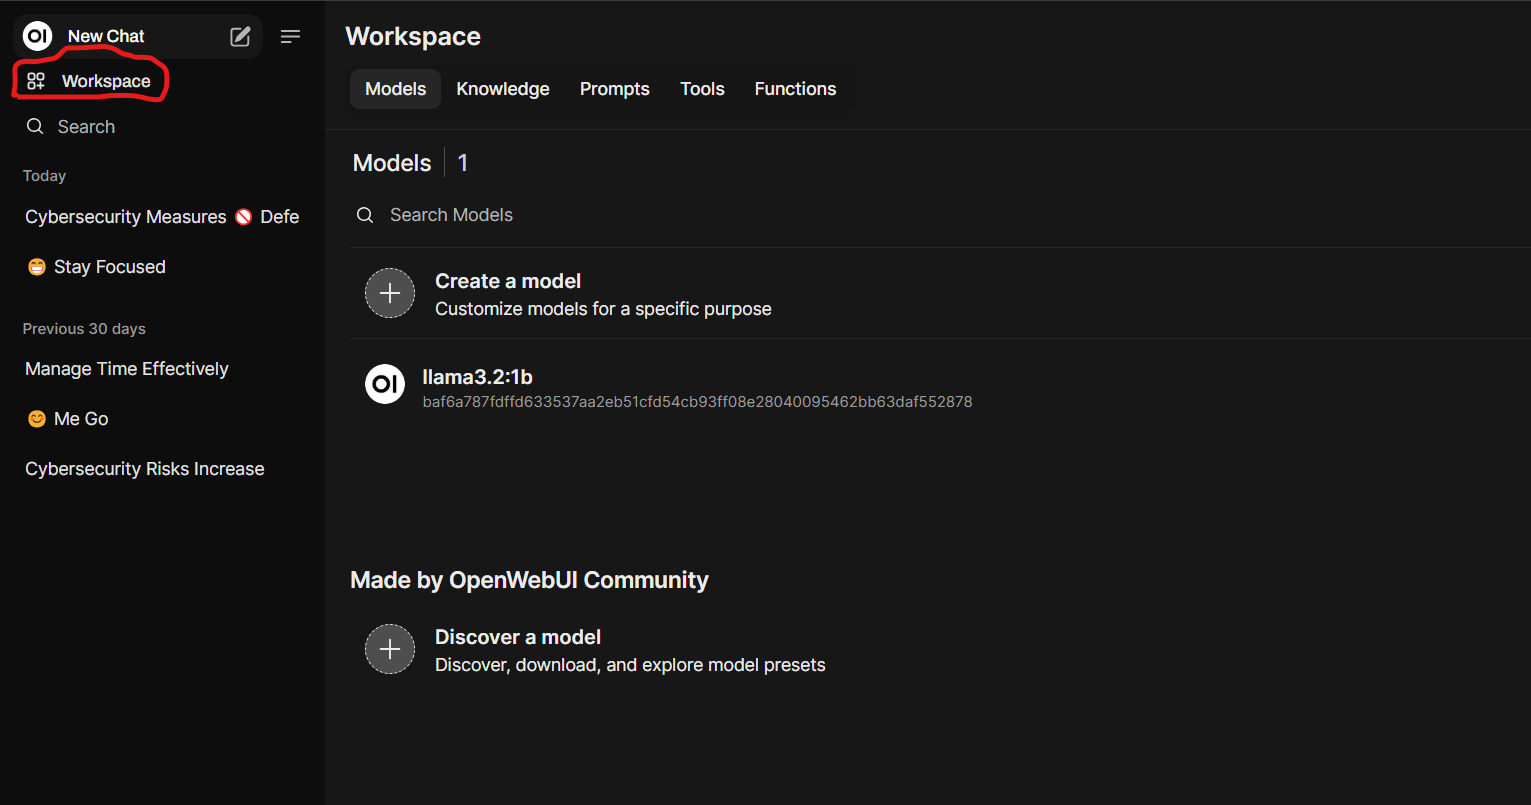 OI New Chat
Workspace
Search
Today
Cybersecurity Measures 🚫 Defe
😁 Stay Focused
Previous 30 days
Manage Time Effectively
😊 Me Go
Cybersecurity Risks Increase
Workspace
Models Knowledge Prompts Tools Functions
Models 1
Search Models
Create a model
Customize models for a specific purpose
OI llama3.2:1b
baf6a787fdffd633537aa2eb51cfd54cb93ff08e28040095462bb63daf552878
Made by OpenWebUI Community
Discover a model
Discover, download, and explore model presets